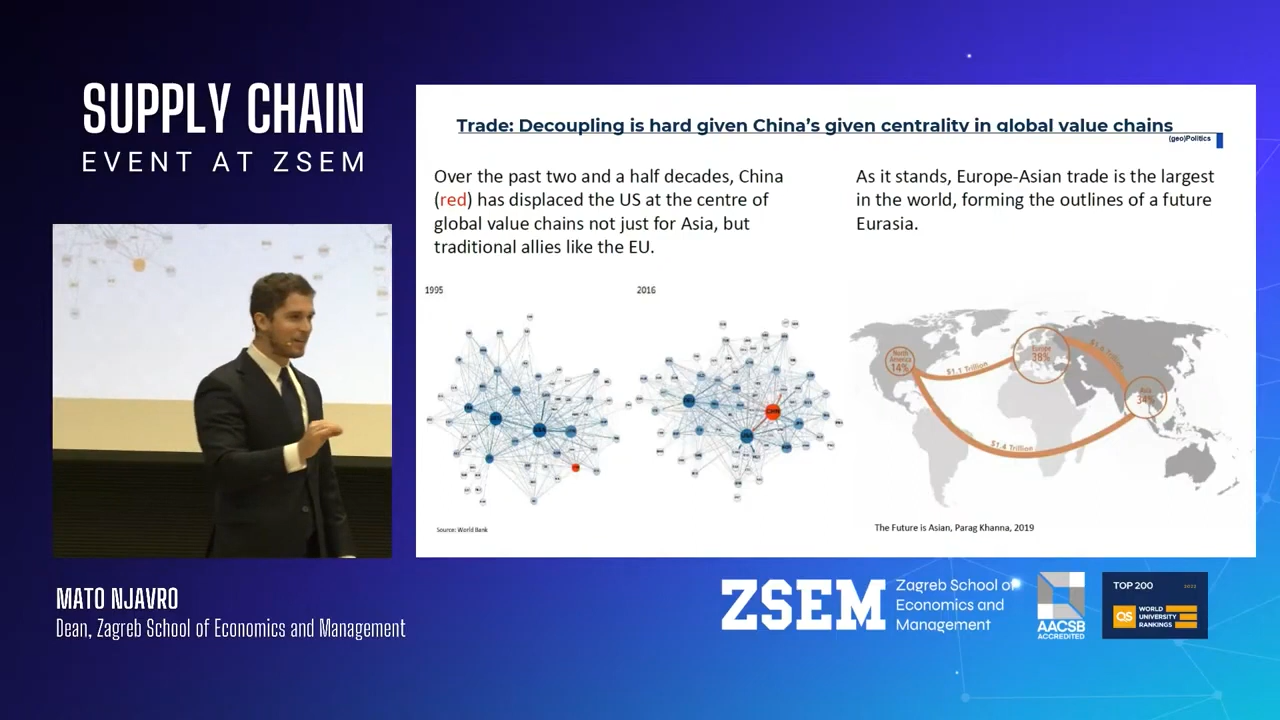 SUPPLY CHAIN
EVENT AT ZSEM
Trade: Decoupling is hard given China's given centrality in global value chains
(geo)Politics
Over the past two and a half decades, China
(red) has displaced the US at the centre of
global value chains not just for Asia, but
traditional allies like the EU.
As it stands, Europe-Asian trade is the largest
in the world, forming the outlines of a future
Eurasia.
1995
2016
North
America
14%
$1.1 Trillion
Europe
38%
$1.6 Trillion
Asia
34%
$1.4 Trillion
Source: World Bank
The Future is Asian, Parag Khanna, 2019
MATO NJAVRO
Dean, Zagreb School of Economics and Management
ZSEM
Zagreb School of
Economics and
Management
AACSB
ACCREDITED
TOP 200
QS
WORLD
UNIVERSITY
RANKINGS